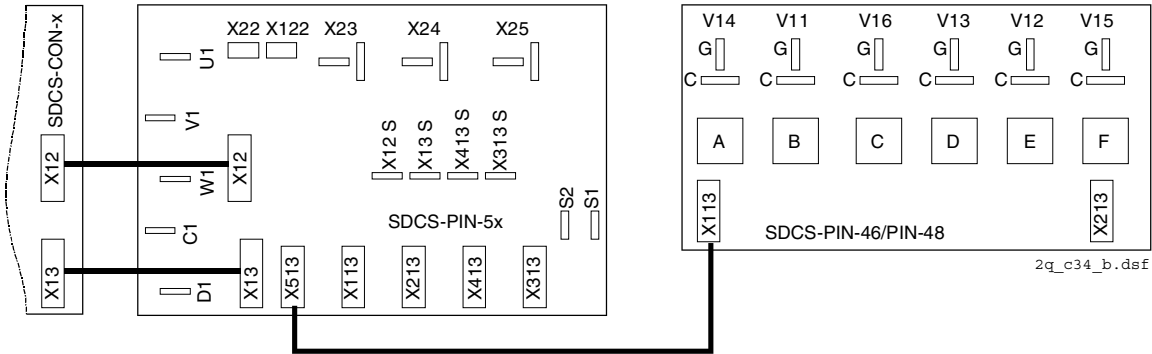 SDCS-CON-x
X12
X13
U1
V1
W1
C1
D1
X22 X122 X23 X24 X25
X12
X12 S
X13 S
X413 S
X313 S
S2
S1
SDCS-PIN-5x
X13
X513
X113
X213
X413
X313
V14 V11 V16 V13 V12 V15
G G G G G G
C C C C C C
A B C D E F
X113
X213
SDCS-PIN-46/PIN-48
2q_c34_b.dsf